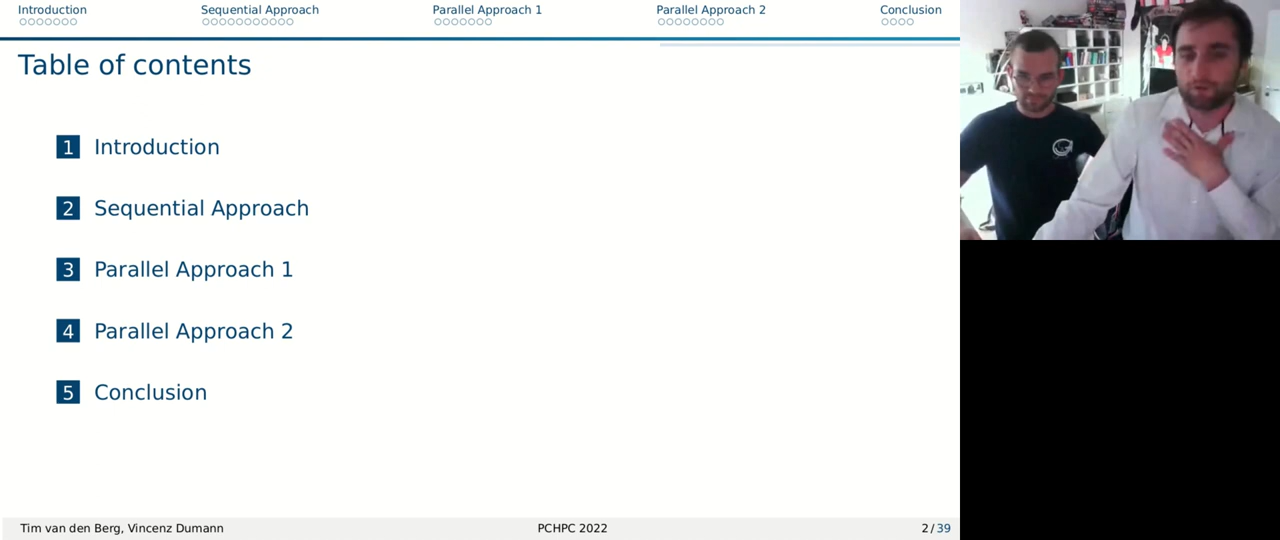 Introduction
Sequential Approach
Parallel Approach 1
Parallel Approach 2
Conclusion
Table of contents
1 Introduction
2 Sequential Approach
3 Parallel Approach 1
4 Parallel Approach 2
5 Conclusion
Tim van den Berg, Vincenz Dumann
PCHPC 2022
2/39